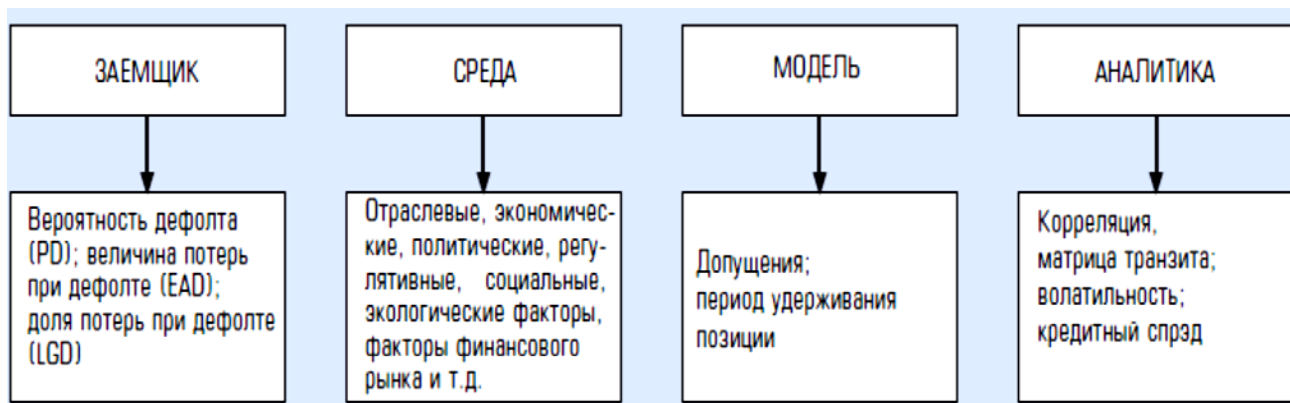 ЗАЕМЩИК
СРЕДА
МОДЕЛЬ
АНАЛИТИКА
Вероятность дефолта
(PD); величина потерь
при дефолте (EAD);
доля потерь при дефолте
(LGD)
Отраслевые, экономичес-
кие, политические, регу-
лятивные, социальные,
экологические факторы,
факторы финансового
рынка и т.д.
Допущения;
период удерживания
позиции
Корреляция,
матрица транзита;
волатильность;
кредитный спрэд